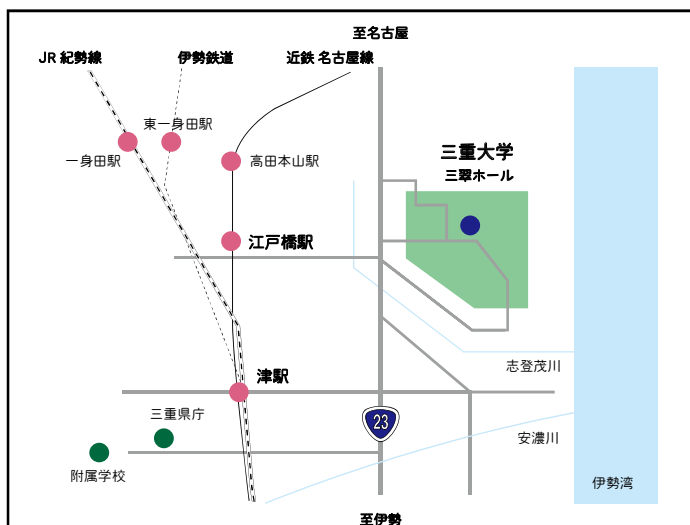 至名古屋
JR 紀勢線
伊勢鉄道
近鉄 名古屋線
東一身田駅
一身田駅
高田本山駅
三重大学
三翠ホール
江戸橋駅
志登茂川
津駅
三重県庁
23
安濃川
附属学校
伊勢湾
至伊勢